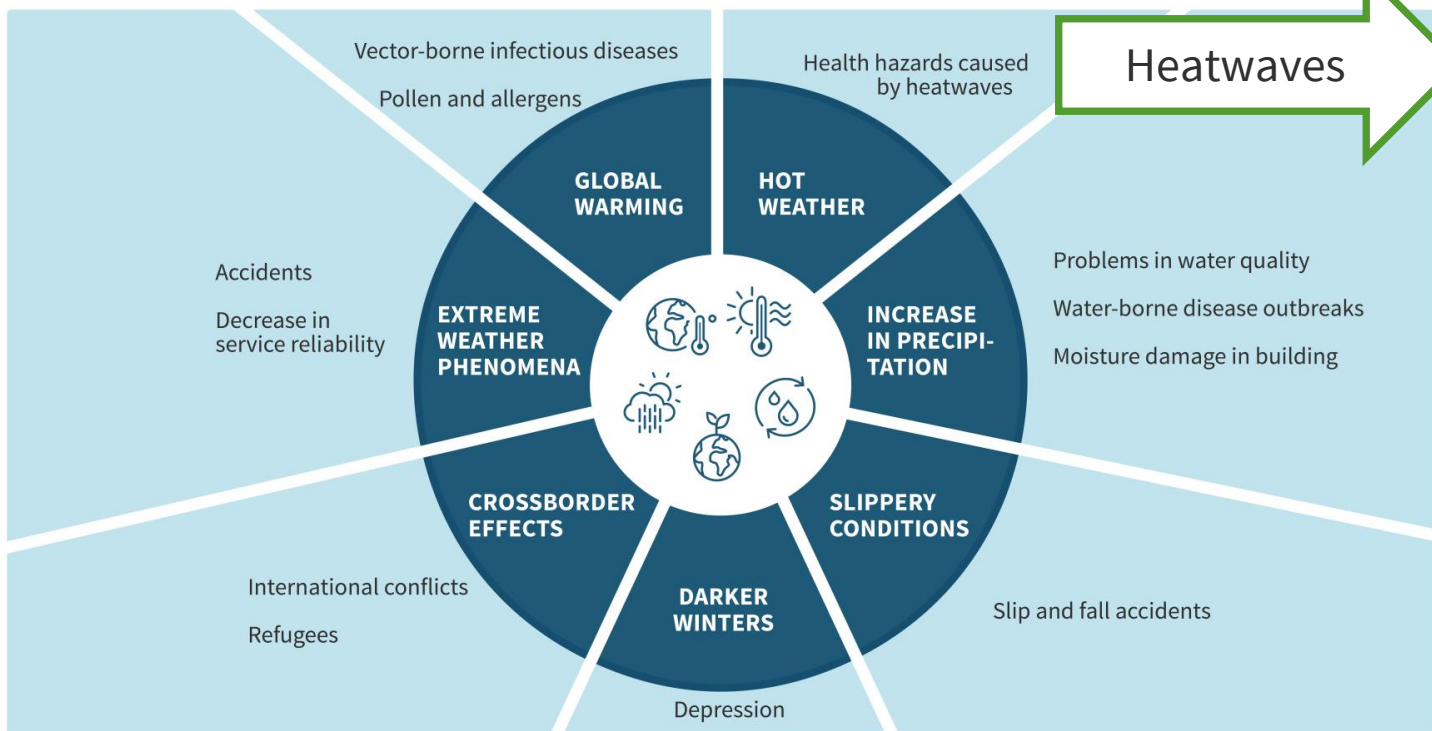 Vector-borne infectious diseases
Pollen and allergens
GLOBAL
WARMING
Health hazards caused
by heatwaves
Heatwaves
HOT
WEATHER
Problems in water quality
Water-borne disease outbreaks
Moisture damage in building
INCREASE
IN PRECIPI-
TATION
SLIPPERY
CONDITIONS
Slip and fall accidents
DARKER
WINTERS
Depression
CROSSBORDER
EFFECTS
International conflicts
Refugees
Accidents
Decrease in
service reliability
EXTREME
WEATHER
PHENOMENA